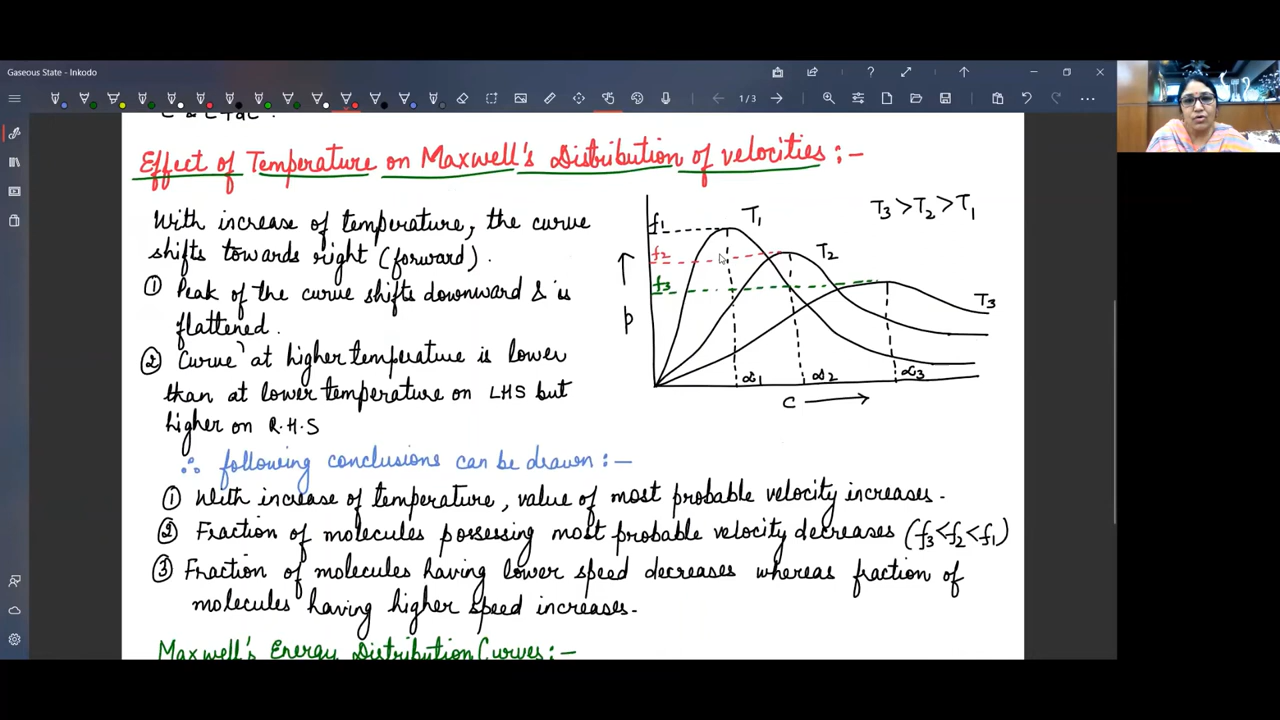 Gaseous State - Inkodo
1/3
C & C+dC.
Effect of Temperature on Maxwell's Distribution of velocities :-
With increase of temperature, the curve
shifts towards right (forward).
① Peak of the curve shifts downward & is
flattened.
② Curve at higher temperature is lower
than at lower temperature on LHS but
higher on R.H.S
T3 > T2 > T1
f1
T1
f2
T2
f3
T3
p
α1
α2
α3
C
∴ following conclusions can be drawn :-
① With increase of temperature, value of most probable velocity increases.
② Fraction of molecules possessing most probable velocity decreases (f3<f2<f1)
③ Fraction of molecules having lower speed decreases whereas fraction of
molecules having higher speed increases.
Maxwell's Energy Distribution Curves :-